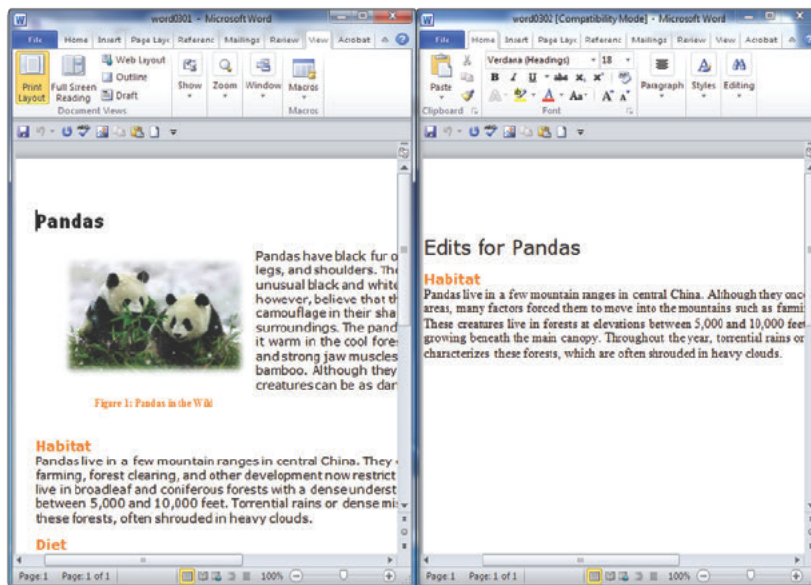 word0301 - Microsoft Word
File Home Insert Page Layo Referenc Mailings Review View Acrobat
Print Layout
Full Screen Reading
Web Layout
Outline
Draft
Show
Zoom
Window
Macros
Document Views
Macros
Pandas
Pandas have black fur o
legs, and shoulders. The
unusual black and white
however, believe that th
camouflage in their sha
surroundings. The pand
it warm in the cool fores
and strong jaw muscles
bamboo. Although they
creatures can be as dan
Figure 1: Pandas in the Wild
Habitat
Pandas live in a few mountain ranges in central China. They
farming, forest clearing, and other development now restrict
live in broadleaf and coniferous forests with a dense underst
between 5,000 and 10,000 feet. Torrential rains or dense mis
these forests, often shrouded in heavy clouds.
Diet
Page: 1 Page: 1 of 1 100%
word0302 [Compatibility Mode] - Microsoft Word
File Home Insert Page Layo Referenc Mailings Review View Acrobat
Paste
Verdana (Headings) 18
B I U abc x, x²
A ab A Aa A A
Paragraph
Styles
Editing
Clipboard
Font
Edits for Pandas
Habitat
Pandas live in a few mountain ranges in central China. Although they once
areas, many factors forced them to move into the mountains such as farmi
These creatures live in forests at elevations between 5,000 and 10,000 feet
growing beneath the main canopy. Throughout the year, torrential rains or
characterizes these forests, which are often shrouded in heavy clouds.
Page: 1 Page: 1 of 1 100%